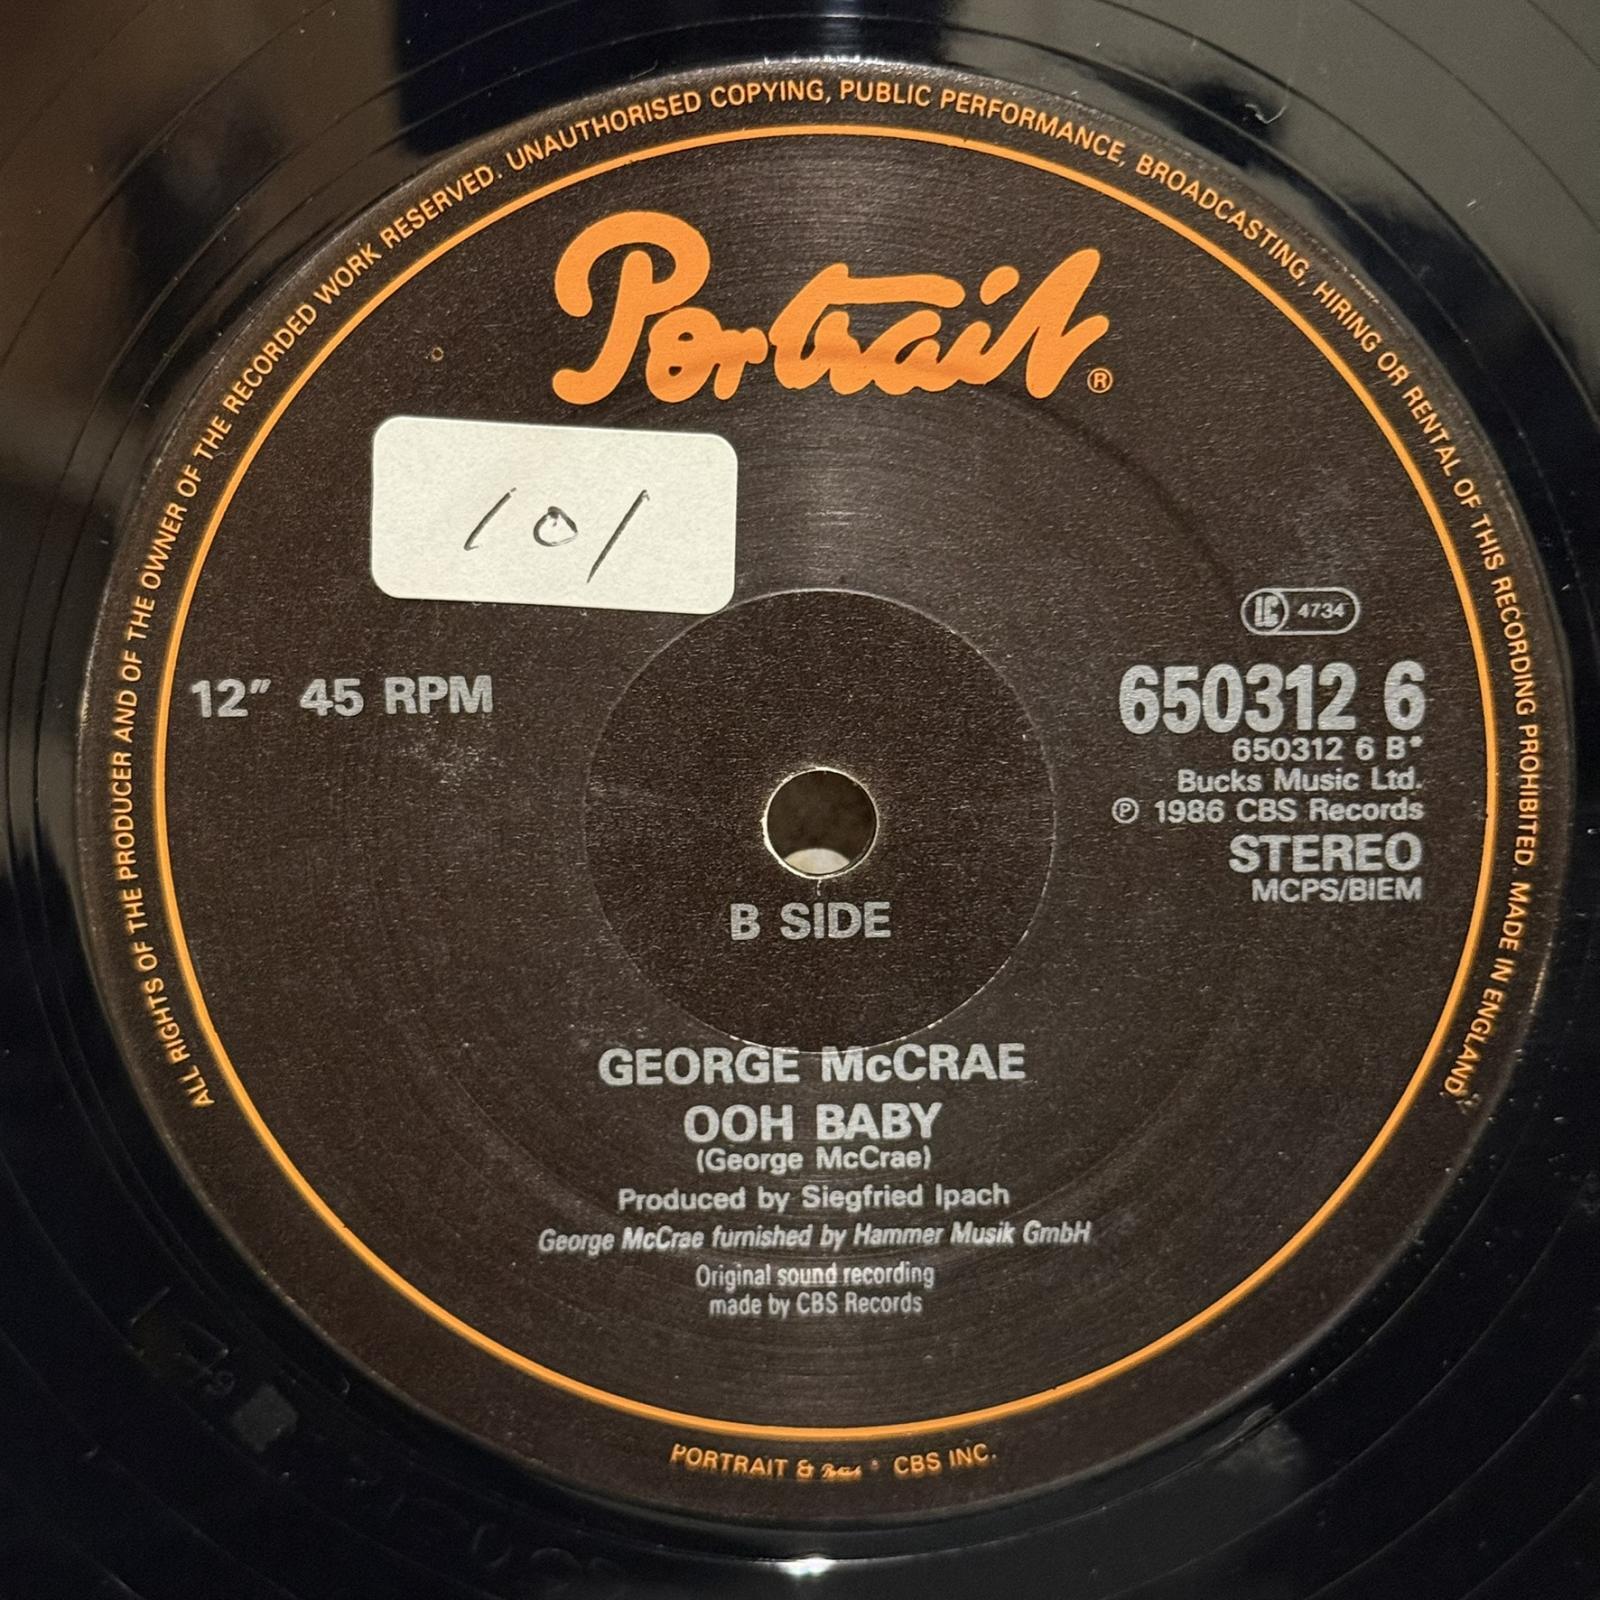 ALL RIGHTS OF THE PRODUCER AND OF THE OWNER OF THE RECORDED WORK RESERVED. UNAUTHORISED COPYING, PUBLIC PERFORMANCE, BROADCASTING, HIRING OR RENTAL OF THIS RECORDING PROHIBITED. MADE IN ENGLAND
Portrait®
101
LC 4734
12" 45 RPM
650312 6
650312 6 B*
Bucks Music Ltd.
℗ 1986 CBS Records
STEREO
MCPS/BIEM
B SIDE
GEORGE McCRAE
OOH BABY
(George McCrae)
Produced by Siegfried Ipach
George McCrae furnished by Hammer Musik GmbH
Original sound recording
made by CBS Records
PORTRAIT & Portrait CBS INC.